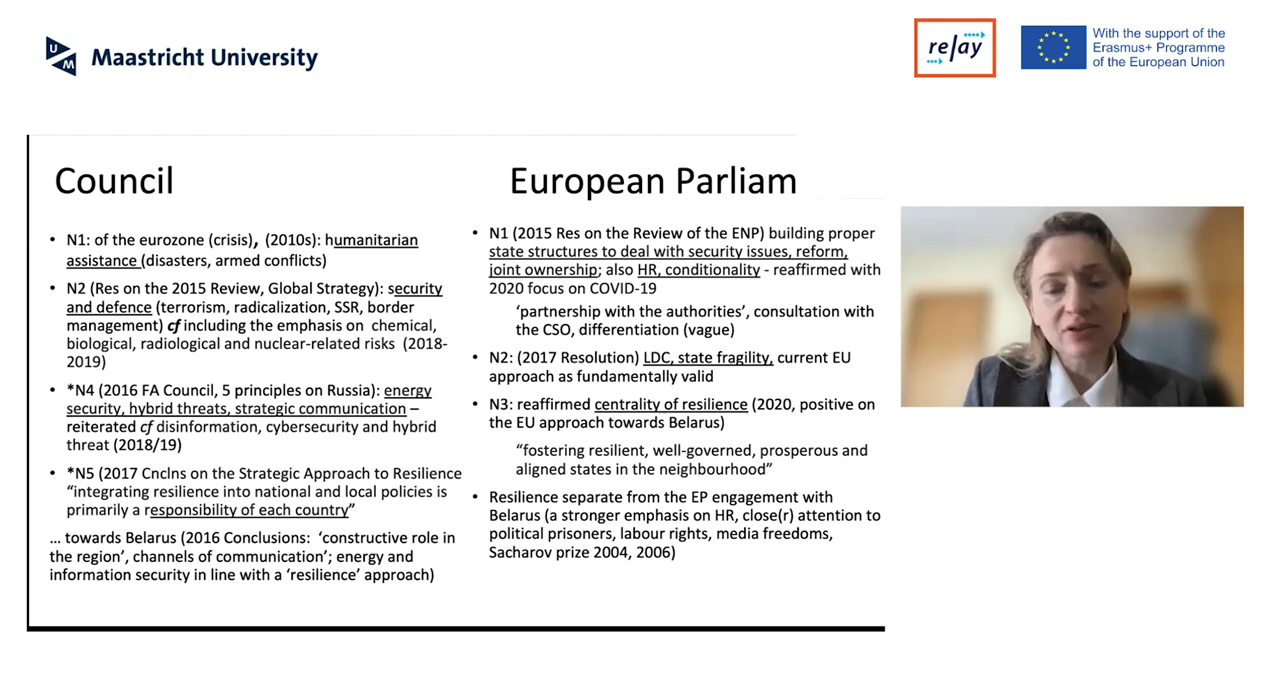 UM Maastricht University
relay
With the support of the
Erasmus+ Programme
of the European Union
Council
• N1: of the eurozone (crisis), (2010s): humanitarian
assistance (disasters, armed conflicts)
• N2 (Res on the 2015 Review, Global Strategy): security
and defence (terrorism, radicalization, SSR, border
management) cf including the emphasis on chemical,
biological, radiological and nuclear-related risks (2018-
2019)
• *N4 (2016 FA Council, 5 principles on Russia): energy
security, hybrid threats, strategic communication –
reiterated cf disinformation, cybersecurity and hybrid
threat (2018/19)
• *N5 (2017 Cnclns on the Strategic Approach to Resilience
“integrating resilience into national and local policies is
primarily a responsibility of each country”
... towards Belarus (2016 Conclusions: ‘constructive role in
the region’, channels of communication’; energy and
information security in line with a ‘resilience’ approach)
European Parliam
• N1 (2015 Res on the Review of the ENP) building proper
state structures to deal with security issues, reform,
joint ownership; also HR, conditionality - reaffirmed with
2020 focus on COVID-19
‘partnership with the authorities’, consultation with
the CSO, differentiation (vague)
• N2: (2017 Resolution) LDC, state fragility, current EU
approach as fundamentally valid
• N3: reaffirmed centrality of resilience (2020, positive on
the EU approach towards Belarus)
“fostering resilient, well-governed, prosperous and
aligned states in the neighbourhood”
• Resilience separate from the EP engagement with
Belarus (a stronger emphasis on HR, close(r) attention to
political prisoners, labour rights, media freedoms,
Sacharov prize 2004, 2006)